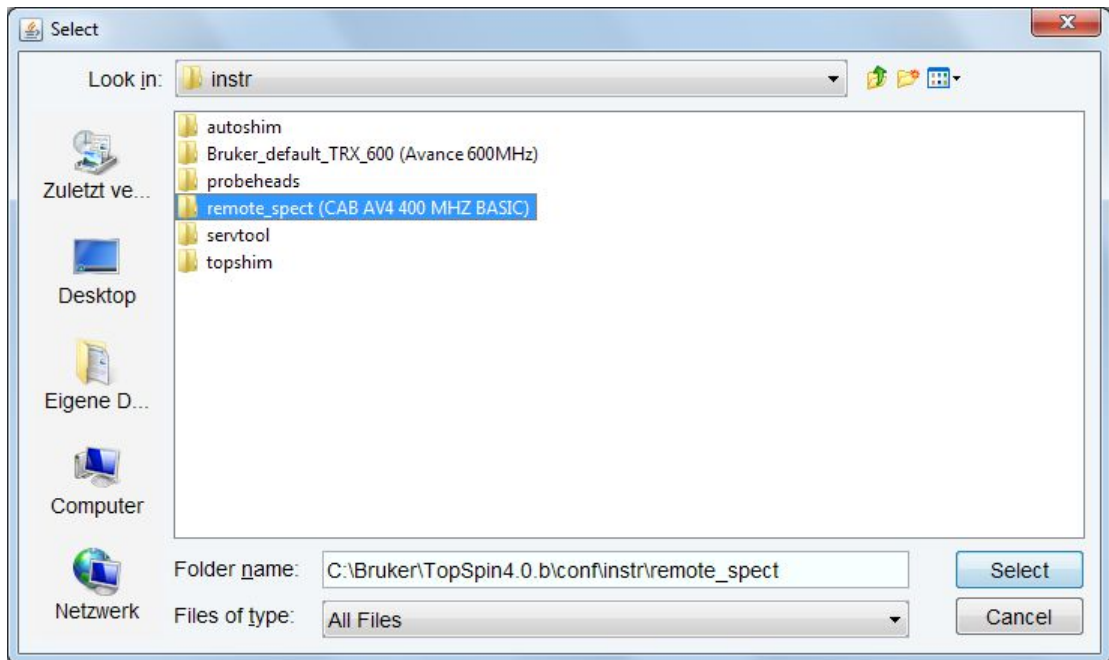 Select
Look in: instr
autoshim
Bruker_default_TRX_600 (Avance 600MHz)
probeheads
remote_spect (CAB AV4 400 MHZ BASIC)
servtool
topshim
Zuletzt ve...
Desktop
Eigene D...
Computer
Netzwerk
Folder name: C:\Bruker\TopSpin4.0.b\conf\instr\remote_spect
Select
Files of type: All Files
Cancel